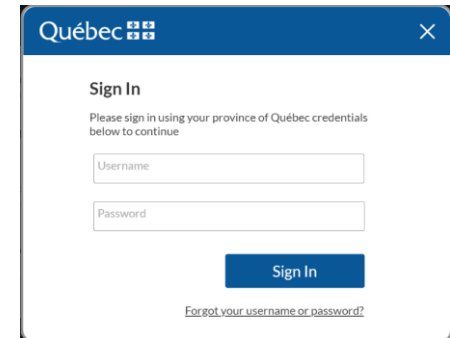 Québec
Sign In
Please sign in using your province of Québec credentials
below to continue
Username
Password
Sign In
Forgot your username or password?